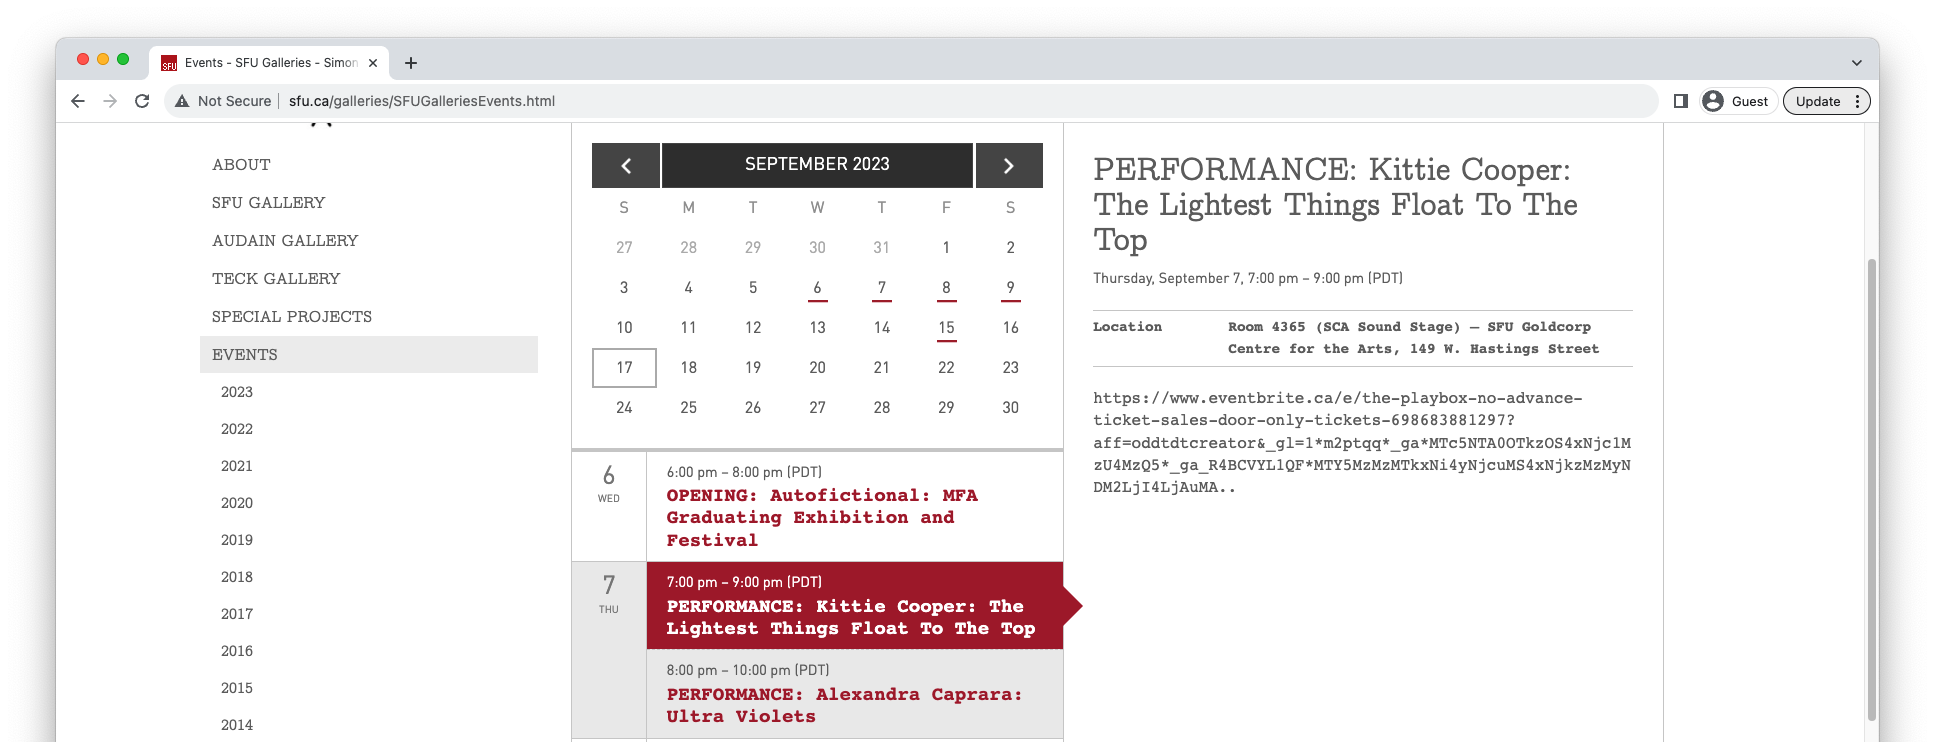 Events - SFU Galleries - Simon
Not Secure | sfu.ca/galleries/SFUGalleriesEvents.html
Guest
Update
ABOUT
SFU GALLERY
AUDAIN GALLERY
TECK GALLERY
SPECIAL PROJECTS
EVENTS
2023
2022
2021
2020
2019
2018
2017
2016
2015
2014
SEPTEMBER 2023
S M T W T F S
27 28 29 30 31 1 2
3 4 5 6 7 8 9
10 11 12 13 14 15 16
17 18 19 20 21 22 23
24 25 26 27 28 29 30
6
WED
6:00 pm – 8:00 pm (PDT)
OPENING: Autofictional: MFA
Graduating Exhibition and
Festival
7
THU
7:00 pm – 9:00 pm (PDT)
PERFORMANCE: Kittie Cooper: The
Lightest Things Float To The Top
8:00 pm – 10:00 pm (PDT)
PERFORMANCE: Alexandra Caprara:
Ultra Violets
PERFORMANCE: Kittie Cooper:
The Lightest Things Float To The
Top
Thursday, September 7, 7:00 pm – 9:00 pm (PDT)
Location Room 4365 (SCA Sound Stage) — SFU Goldcorp
Centre for the Arts, 149 W. Hastings Street
https://www.eventbrite.ca/e/the-playbox-no-advance-
ticket-sales-door-only-tickets-698683881297?
aff=oddtdtcreator&_gl=1*m2ptqq*_ga*MTc5NTA0OTkzOS4xNjc1M
zU4MzQ5*_ga_R4BCVYL1QF*MTY5MzMzMTkxNi4yNjcuMS4xNjkzMzMyN
DM2LjI4LjAuMA..